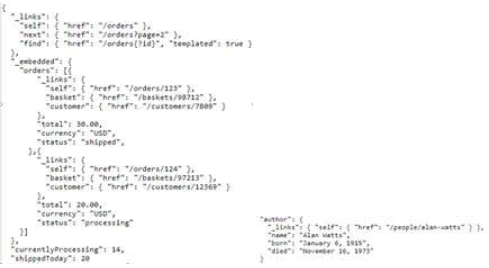 {
"_links": {
"self": { "href": "/orders" },
"next": { "href": "/orders?page=2" },
"find": { "href": "/orders{?id}", "templated": true }
},
"_embedded": {
"orders": [{
"_links": {
"self": { "href": "/orders/123" },
"basket": { "href": "/baskets/98712" },
"customer": { "href": "/customers/7809" }
},
"total": 30.00,
"currency": "USD",
"status": "shipped",
},{
"_links": {
"self": { "href": "/orders/124" },
"basket": { "href": "/baskets/97213" },
"customer": { "href": "/customers/12369" }
},
"total": 20.00,
"currency": "USD",
"status": "processing"
}]
},
"currentlyProcessing": 14,
"shippedToday": 20
"author": {
"_links": { "self": { "href": "/people/alan-watts" } },
"name": "Alan Watts",
"born": "January 6, 1915",
"died": "November 16, 1973"
}